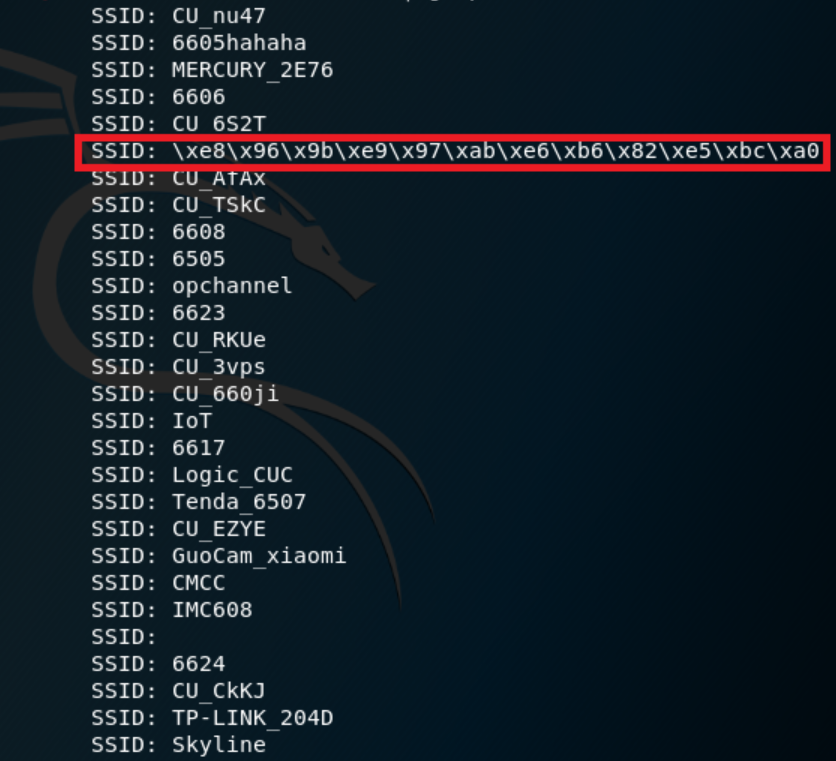 SSID: CU_nu47
SSID: 6605hahaha
SSID: MERCURY_2E76
SSID: 6606
SSID: CU_6S2T
SSID: \xe8\x96\x9b\xe9\x97\xab\xe6\xb6\x82\xe5\xbc\xa0
SSID: CU_AfAx
SSID: CU_TSkC
SSID: 6608
SSID: 6505
SSID: opchannel
SSID: 6623
SSID: CU_RKUe
SSID: CU_3vps
SSID: CU_660ji
SSID: IoT
SSID: 6617
SSID: Logic_CUC
SSID: Tenda_6507
SSID: CU_EZYE
SSID: GuoCam_xiaomi
SSID: CMCC
SSID: IMC608
SSID:
SSID: 6624
SSID: CU_CkKJ
SSID: TP-LINK_204D
SSID: Skyline